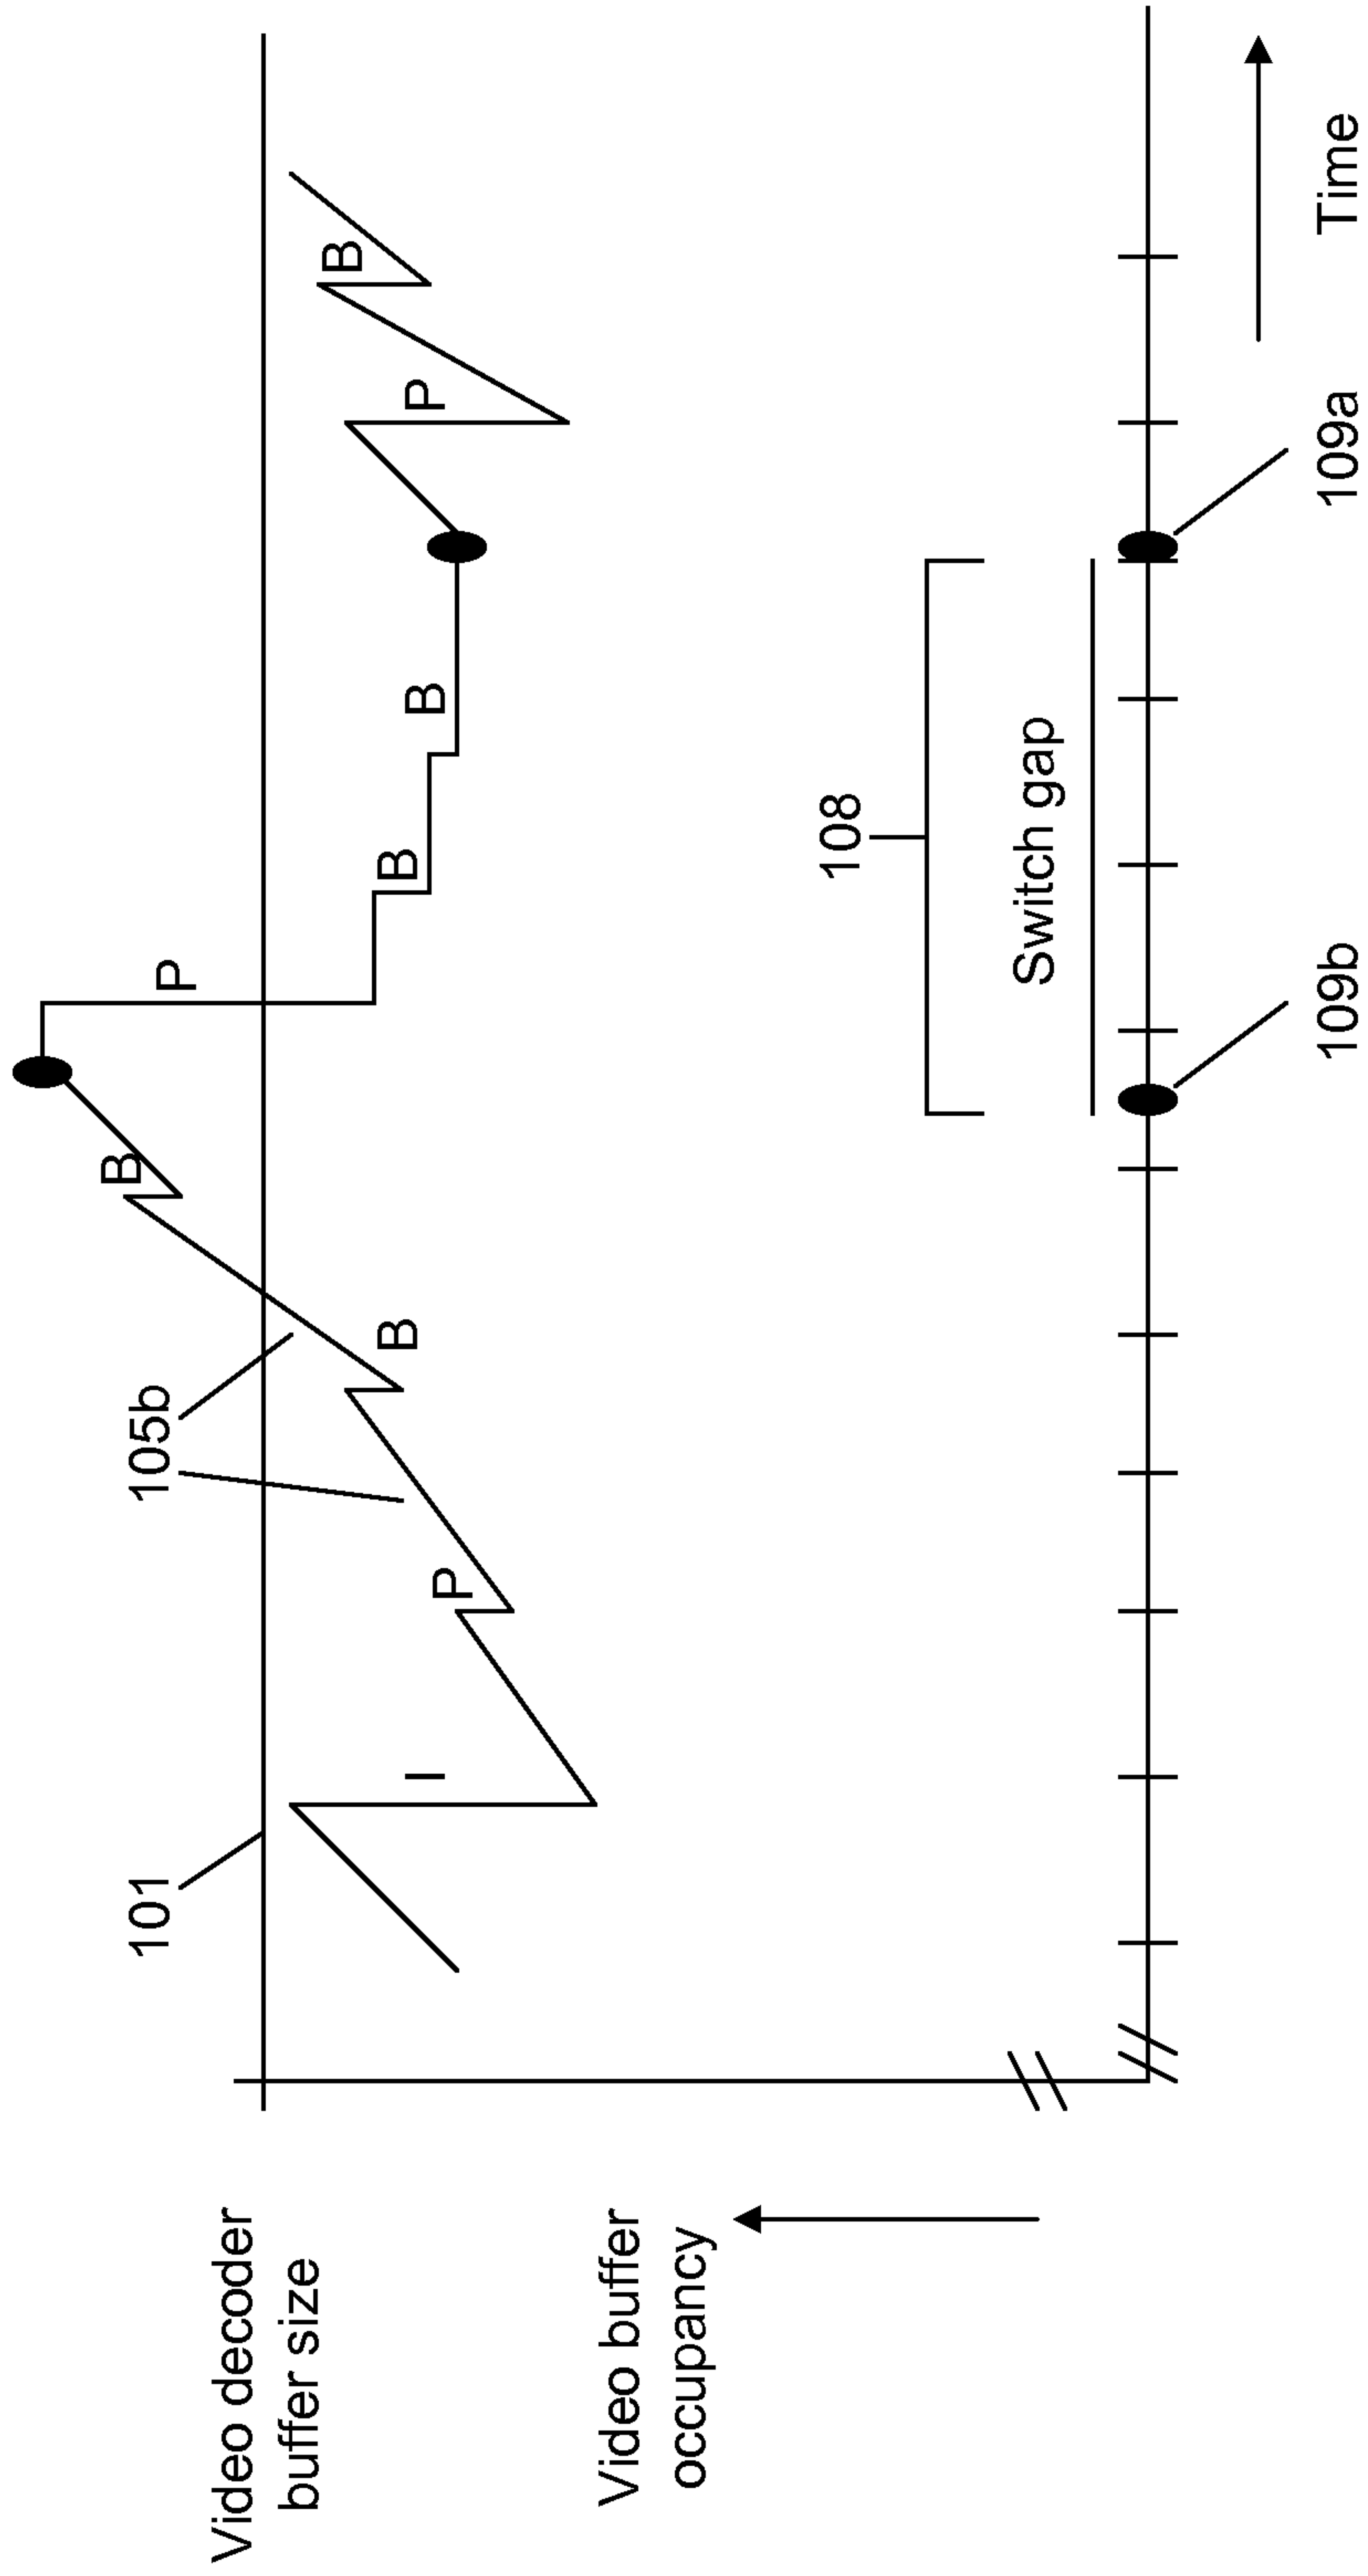 101
105b
Video decoder
buffer size
I
P
B
B
P
B
B
P
B
Video buffer
occupancy
108
Switch gap
109b
109a
Time